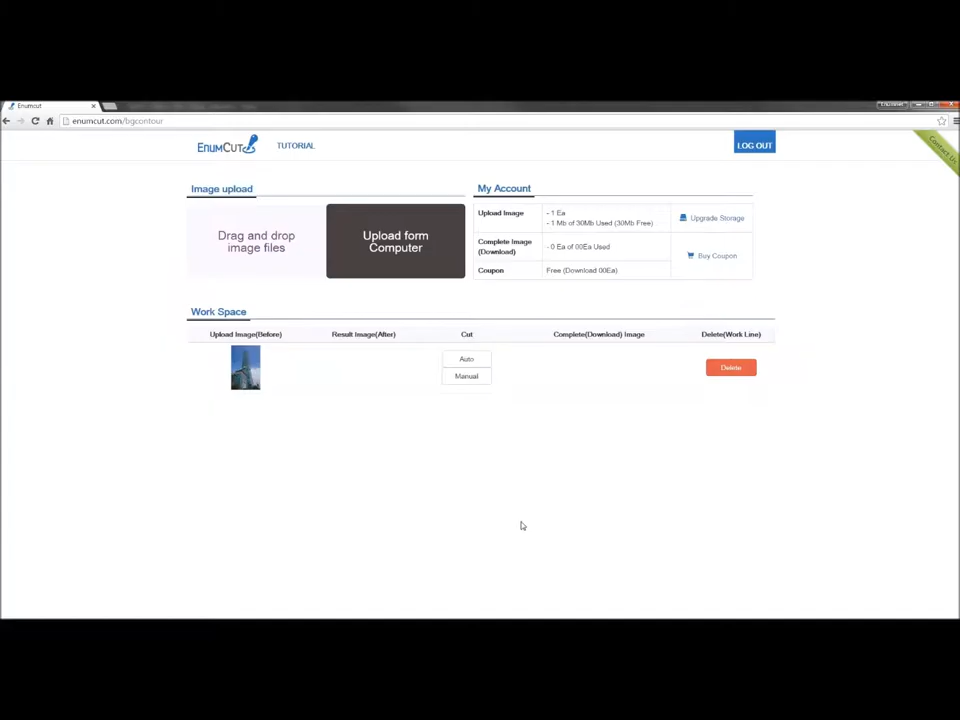 Enumcut
enumcut.com/bgcontour
ENUMCUT
TUTORIAL
LOG OUT
Contact Us
Image upload
Drag and drop
image files
Upload form
Computer
My Account
Upload Image
- 1 Ea
- 1 Mb of 30Mb Used (30Mb Free)
Upgrade Storage
Complete Image
(Download)
- 0 Ea of 00Ea Used
Buy Coupon
Coupon
Free (Download 00Ea)
Work Space
Upload Image(Before)
Result Image(After)
Cut
Complete(Download) Image
Delete(Work Line)
Auto
Manual
Delete